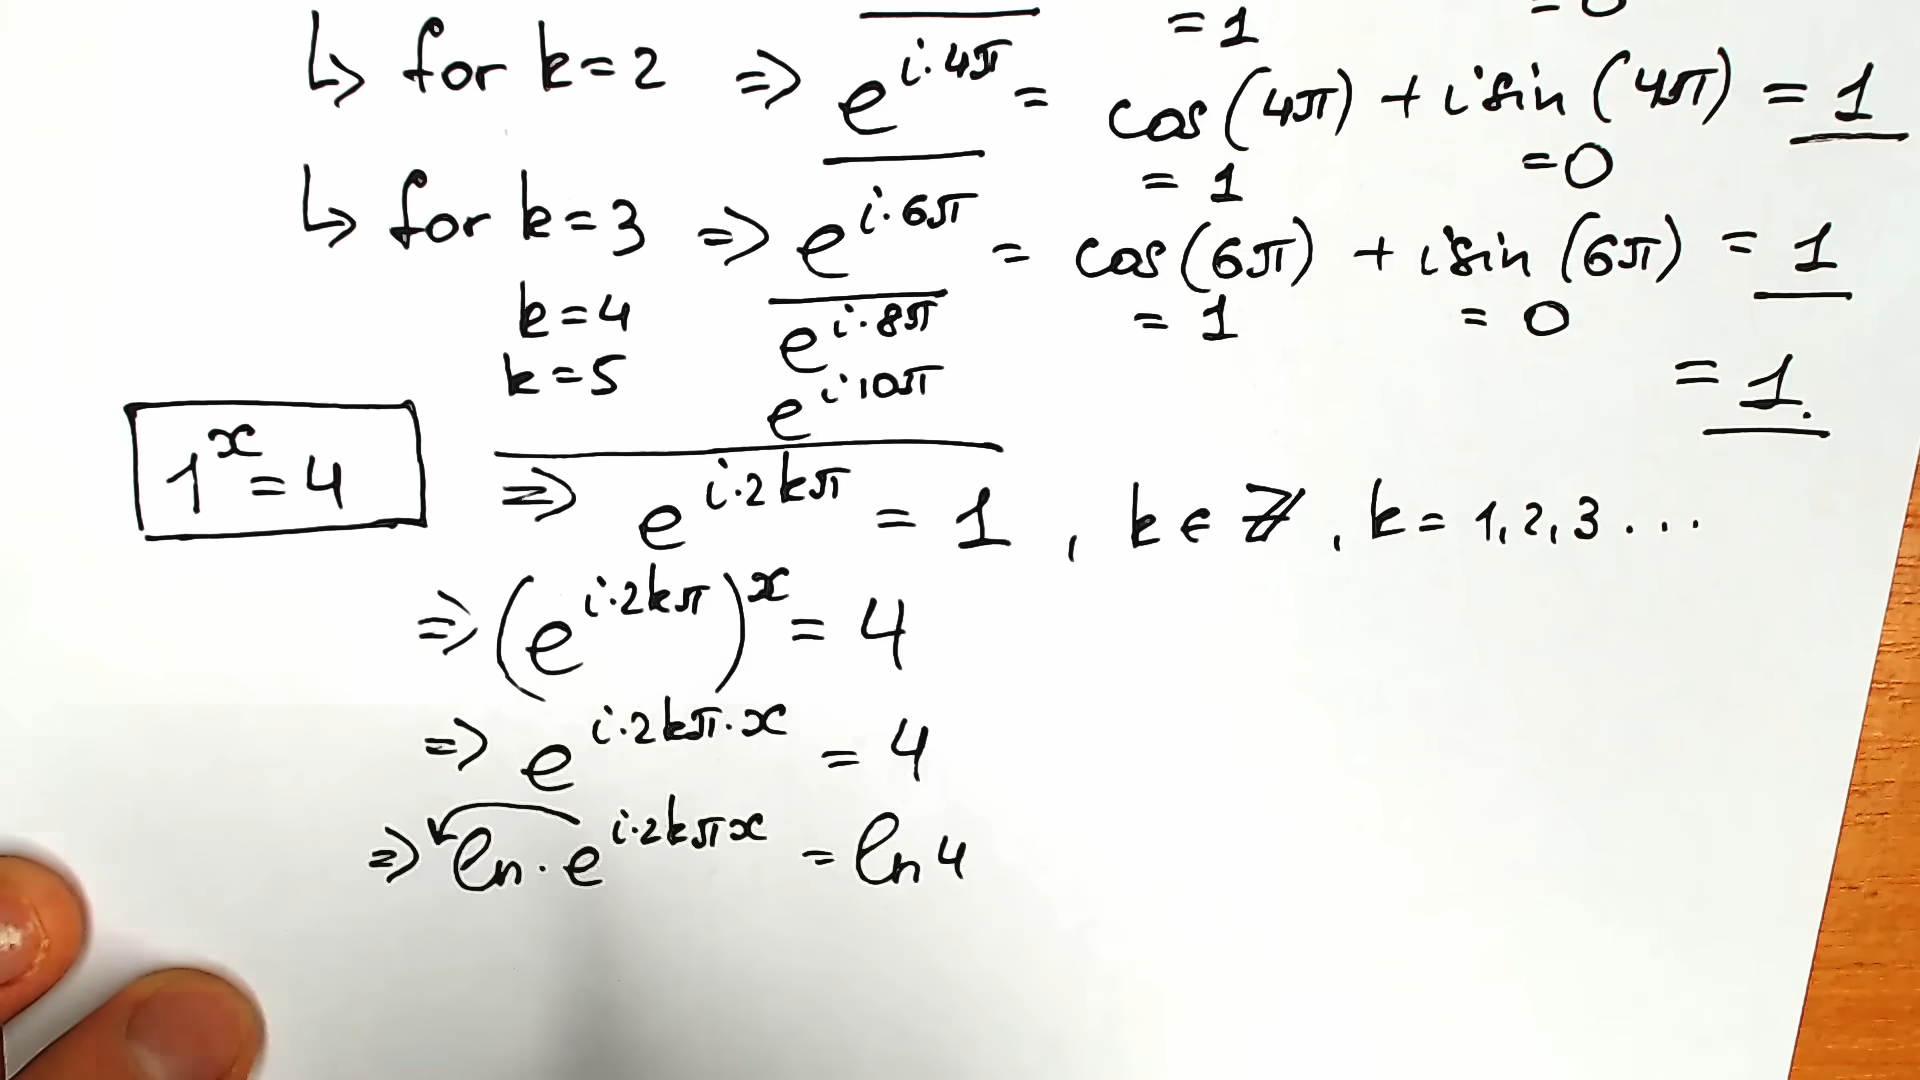 = 1 = 0
↳ for k = 2 ⇒ e^{i·4π} = cos(4π) + i sin(4π) = 1
= 1 = 0
↳ for k = 3 ⇒ e^{i·6π} = cos(6π) + i sin(6π) = 1
k = 4 e^{i·8π} = 1 = 0
k = 5 e^{i·10π} = 1.
1^x = 4 ⇒ e^{i·2kπ} = 1 , k ∈ ℤ , k = 1, 2, 3 ...
⇒ (e^{i·2kπ})^x = 4
⇒ e^{i·2kπ·x} = 4
⇒ ln · e^{i·2kπx} = ln 4